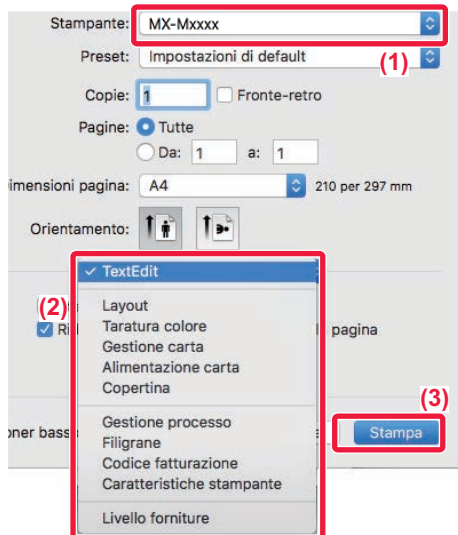 Stampante: MX-Mxxxx
(1)
Preset: Impostazioni di default
Copie: 1 Fronte-retro
Pagine: Tutte
Da: 1 a: 1
imensioni pagina: A4 210 per 297 mm
Orientamento:
TextEdit
(2)
Layout
Taratura colore
pagina
Gestione carta
Alimentazione carta
Copertina
(3)
Gestione processo
oner bass
Stampa
Filigrane
Codice fatturazione
Caratteristiche stampante
Livello forniture